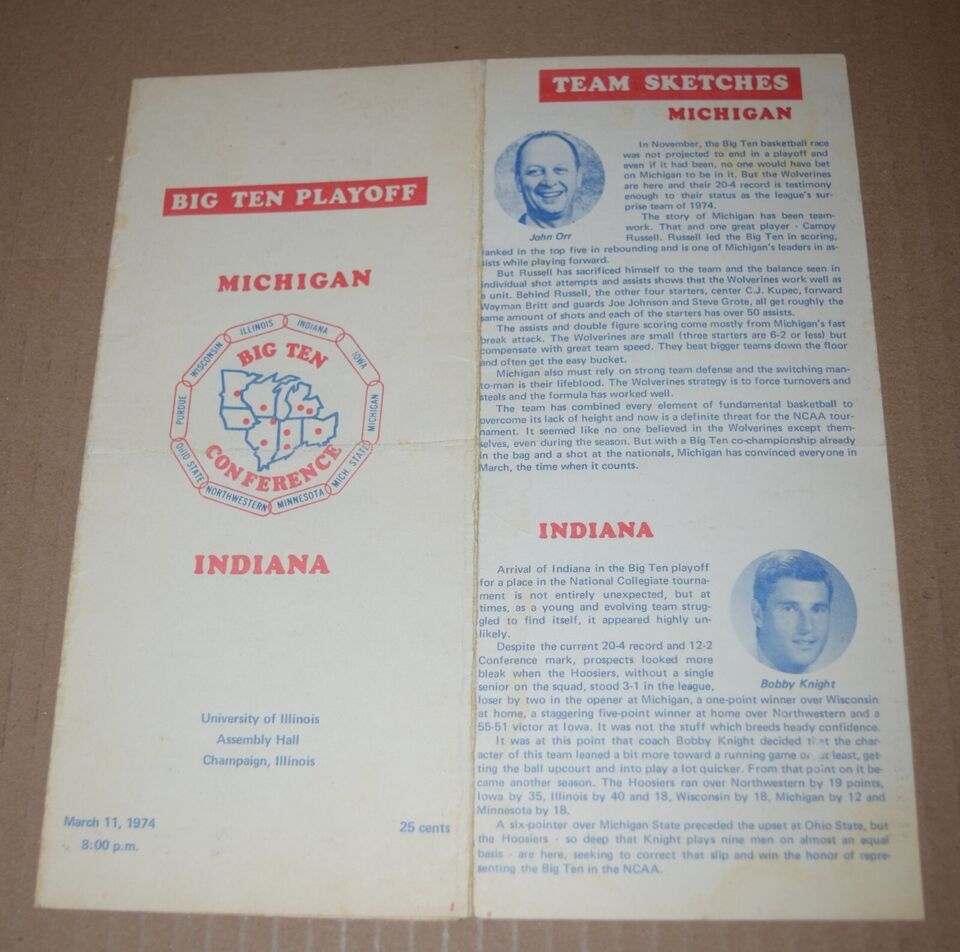 BIG TEN PLAYOFF
MICHIGAN
ILLINOIS
INDIANA
IOWA
MICHIGAN
MICH. STATE
MINNESOTA
NORTHWESTERN
OHIO STATE
PURDUE
WISCONSIN
BIG TEN
CONFERENCE
INDIANA
University of Illinois
Assembly Hall
Champaign, Illinois
March 11, 1974
8:00 p.m.
25 cents
TEAM SKETCHES
MICHIGAN
In November, the Big Ten basketball race
was not projected to end in a playoff and
even if it had been, no one would have bet
on Michigan to be in it. But the Wolverines
are here and their 20-4 record is testimony
enough to their status as the league's sur-
prise team of 1974.
The story of Michigan has been team-
work. That and one great player - Campy
Russell. Russell led the Big Ten in scoring,
John Orr
ranked in the top five in rebounding and is one of Michigan's leaders in as-
sists while playing forward.
But Russell has sacrificed himself to the team and the balance seen in
individual shot attempts and assists shows that the Wolverines work well as
a unit. Behind Russell, the other four starters, center C.J. Kupec, forward
Wayman Britt and guards Joe Johnson and Steve Grote, all get roughly the
same amount of shots and each of the starters has over 50 assists.
The assists and double figure scoring come mostly from Michigan's fast
break attack. The Wolverines are small (three starters are 6-2 or less) but
compensate with great team speed. They beat bigger teams down the floor
and often get the easy bucket.
Michigan also must rely on strong team defense and the switching man-
to-man is their lifeblood. The Wolverines strategy is to force turnovers and
steals and the formula has worked well.
The team has combined every element of fundamental basketball to
overcome its lack of height and now is a definite threat for the NCAA tour-
nament. It seemed like no one believed in the Wolverines except them-
selves, even during the season. But with a Big Ten co-championship already
in the bag and a shot at the nationals, Michigan has convinced everyone in
March, the time when it counts.
INDIANA
Arrival of Indiana in the Big Ten playoff
for a place in the National Collegiate tourna-
ment is not entirely unexpected, but at
times, as a young and evolving team strug-
gled to find itself, it appeared highly un-
likely.
Despite the current 20-4 record and 12-2
Conference mark, prospects looked more
bleak when the Hoosiers, without a single
senior on the squad, stood 3-1 in the league,
Bobby Knight
loser by two in the opener at Michigan, a one-point winner over Wisconsin
at home, a staggering five-point winner at home over Northwestern and a
55-51 victor at Iowa. It was not the stuff which breeds heady confidence.
It was at this point that coach Bobby Knight decided that the char-
acter of this team leaned a bit more toward a running game or at least, get-
ting the ball upcourt and into play a lot quicker. From that point on it be-
came another season. The Hoosiers ran over Northwestern by 19 points,
Iowa by 35, Illinois by 40 and 18, Wisconsin by 18, Michigan by 12 and
Minnesota by 18.
A six-pointer over Michigan State preceded the upset at Ohio State, but
the Hoosiers - so deep that Knight plays nine men on almost an equal
basis - are here, seeking to correct that slip and win the honor of repre-
senting the Big Ten in the NCAA.